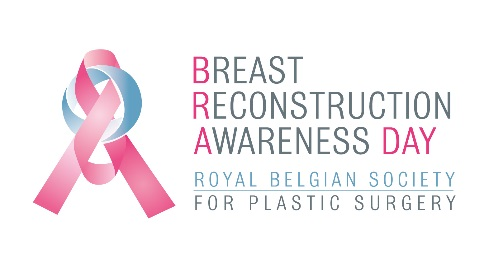 BREAST
RECONSTRUCTION
AWARENESS DAY
ROYAL BELGIAN SOCIETY
FOR PLASTIC SURGERY